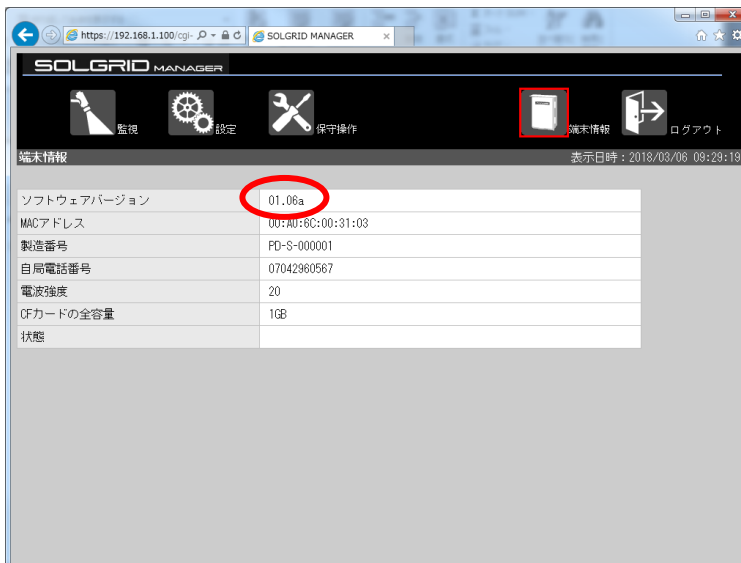 https://192.168.1.100/cgi-
SOLGRID MANAGER
SOLGRID MANAGER
監視
設定
保守操作
端末情報
ログアウト
端末情報
表示日時：2018/03/06 09:29:19
ソフトウェアバージョン 01.06a
MACアドレス 00:A0:6C:00:31:03
製造番号 PD-S-000001
自局電話番号 07042960567
電波強度 20
CFカードの全容量 1GB
状態